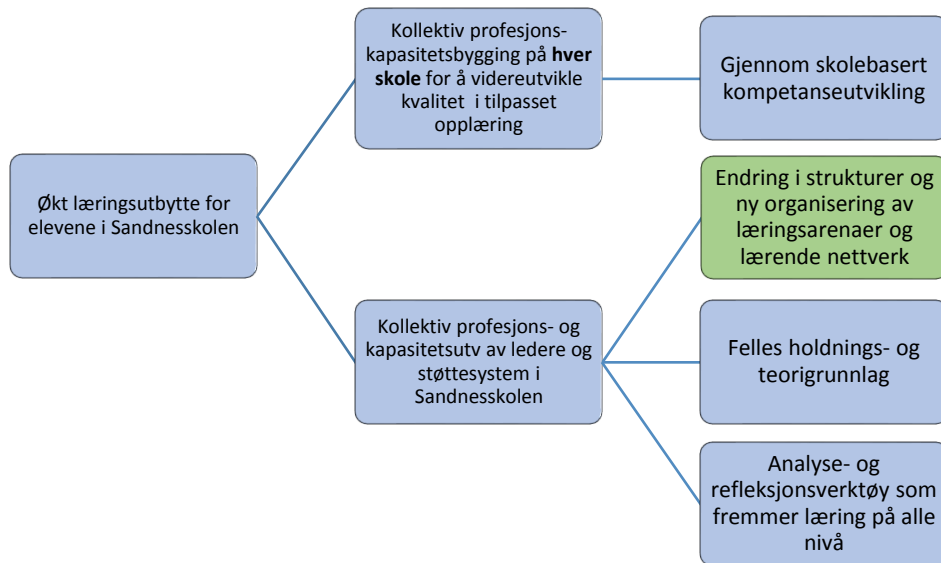 Økt læringsutbytte for
elevene i Sandnesskolen
Kollektiv profesjons-
kapasitetsbygging på hver
skole for å videreutvikle
kvalitet i tilpasset
opplæring
Gjennom skolebasert
kompetanseutvikling
Kollektiv profesjons- og
kapasitetsutv av ledere og
støttesystem i
Sandnesskolen
Endring i strukturer og
ny organisering av
læringsarenaer og
lærende nettverk
Felles holdnings- og
teorigrunnlag
Analyse- og
refleksjonsverktøy som
fremmer læring på alle
nivå